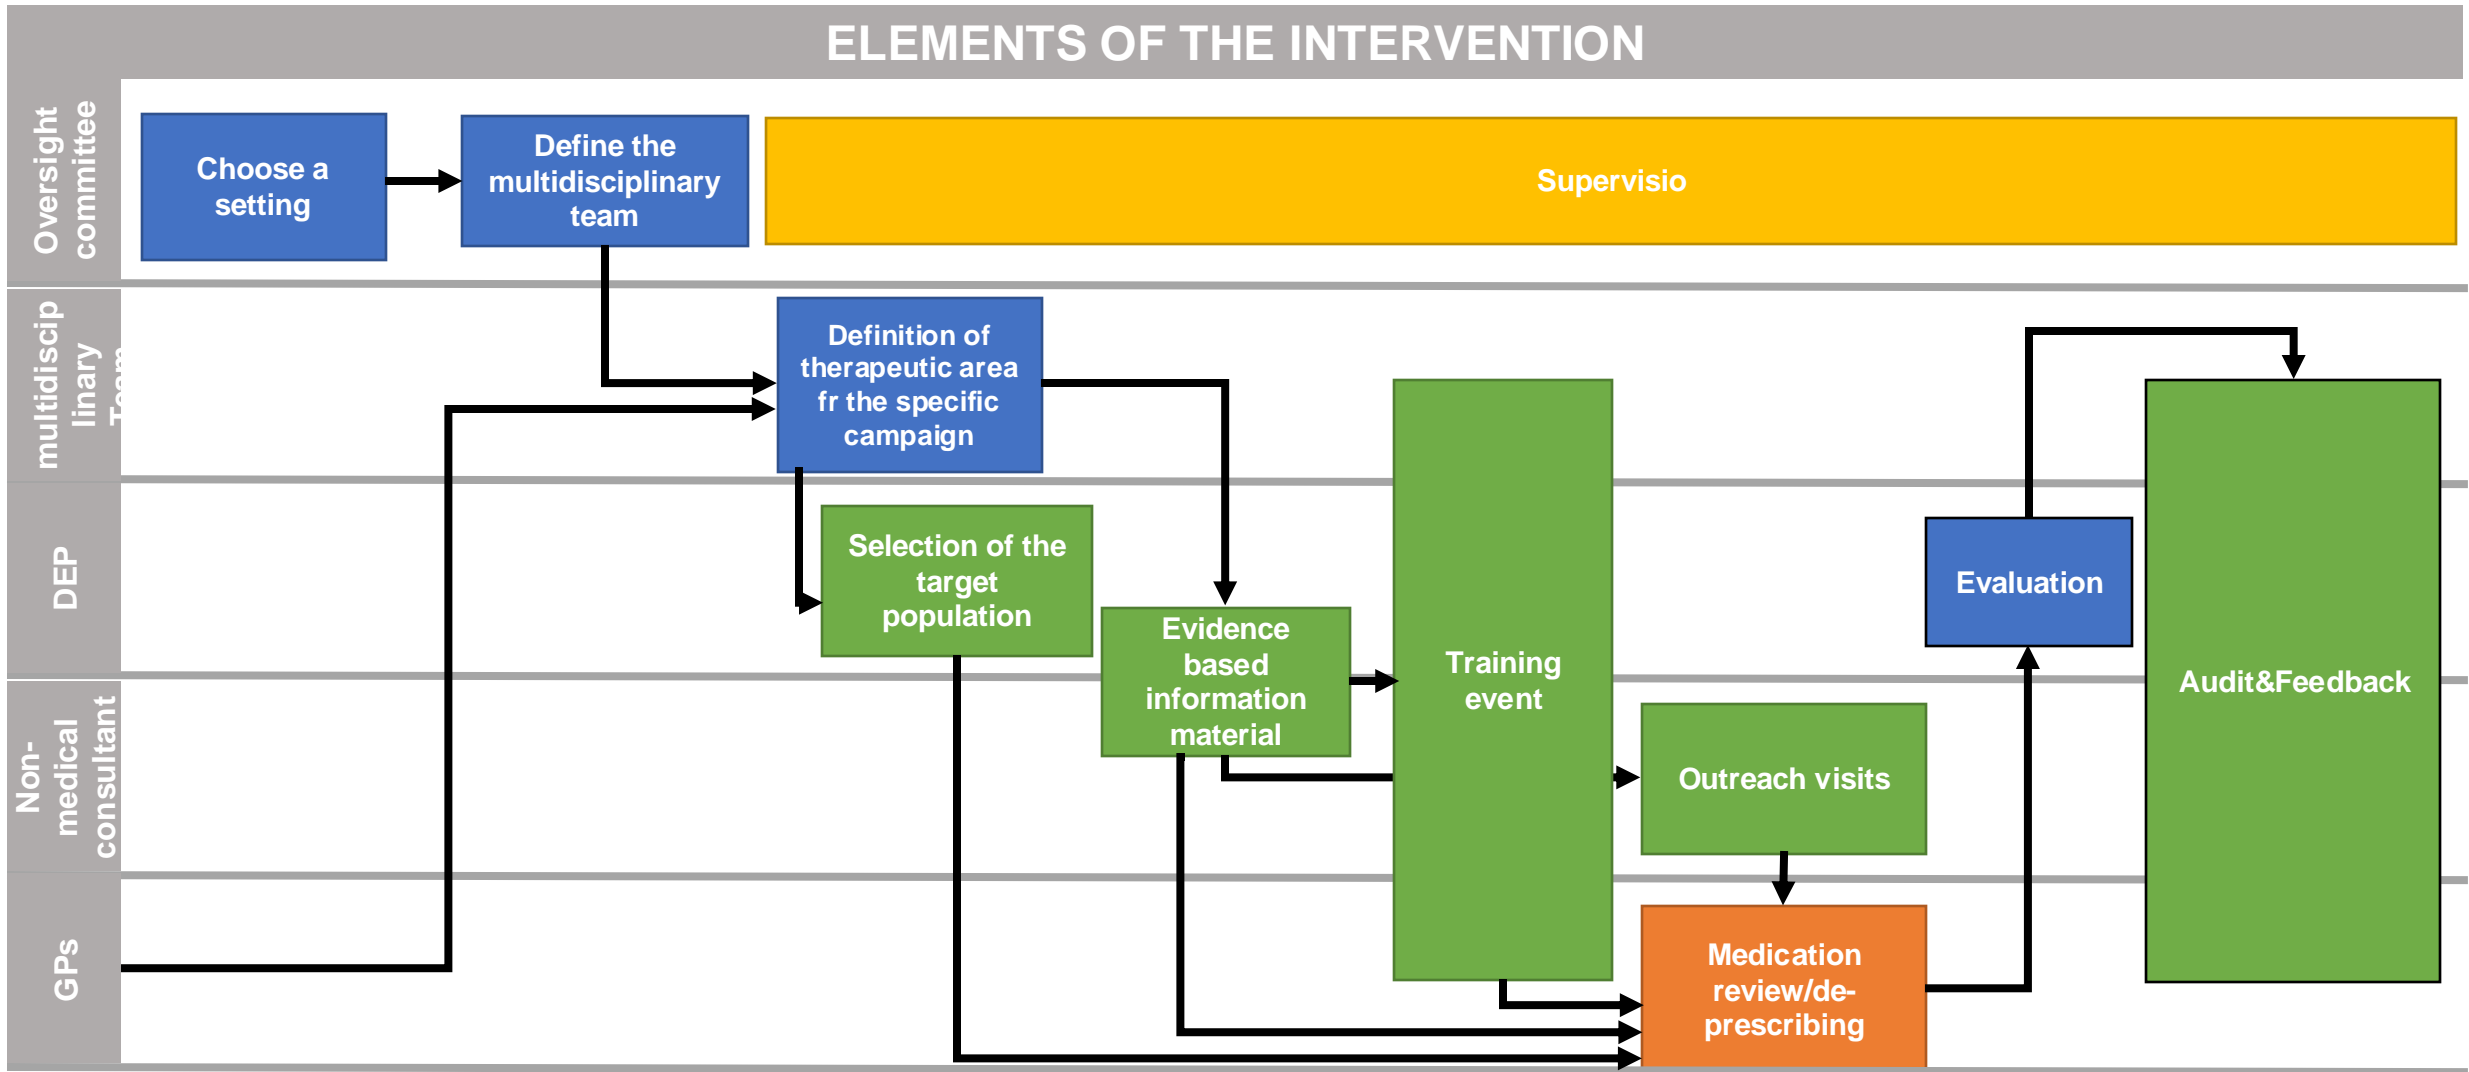 ELEMENTS OF THE INTERVENTION
Oversight
committee
Choose a
setting
Define the
multidisciplinary
team
Supervisio
multidiscip
linary
Team
Definition of
therapeutic area
fr the specific
campaign
DEP
Selection of the
target
population
Evidence
based
information
material
Training
event
Evaluation
Audit&Feedback
Non-
medical
consultant
Outreach visits
GPs
Medication
review/de-
prescribing